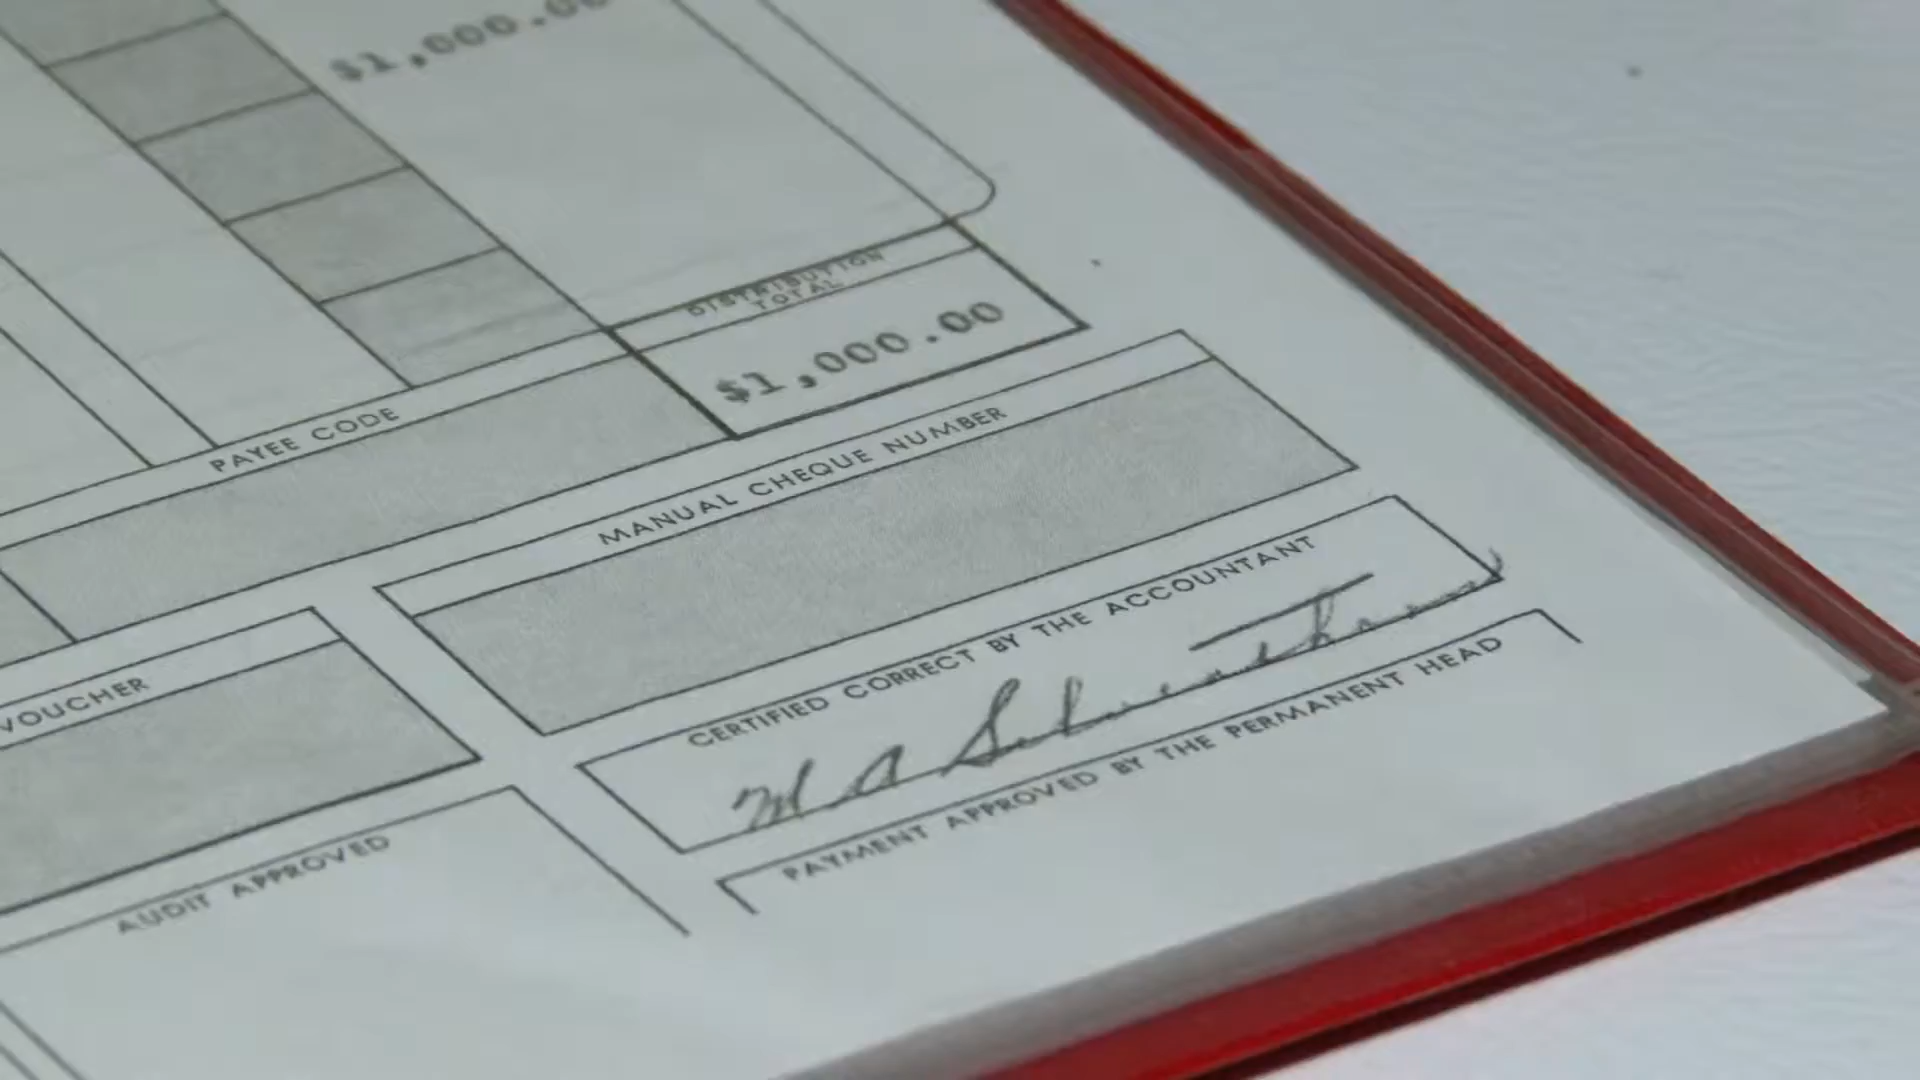 $1,000.00
DISTRIBUTION
TOTAL
$1,000.00
PAYEE CODE
MANUAL CHEQUE NUMBER
VOUCHER
CERTIFIED CORRECT BY THE ACCOUNTANT
M A
AUDIT APPROVED
PAYMENT APPROVED BY THE PERMANENT HEAD